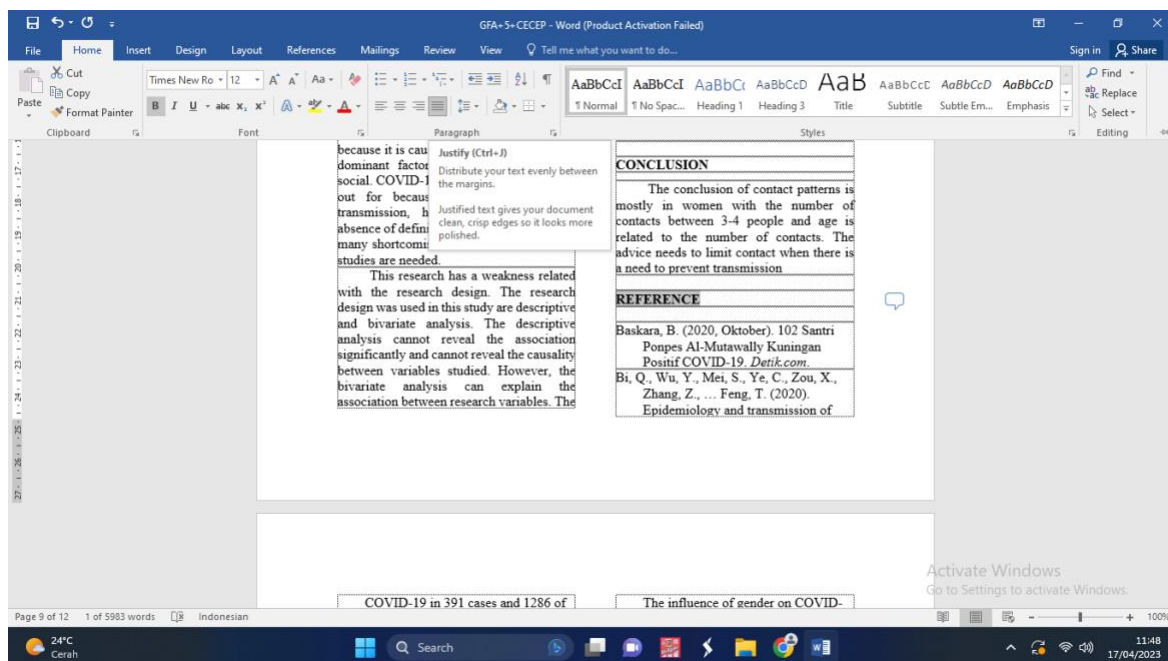 GFA+5+CECEP - Word (Product Activation Failed)
File Home Insert Design Layout References Mailings Review View Tell me what you want to do... Sign in Share
Paste
Cut
Copy
Format Painter
Clipboard
Times New Ro 12
Font
Paragraph
AaBbCcI AaBbCcI AaBbCc AaBbCcD AaB AaBbCcD AaBbCcD AaBbCcD
¶ Normal ¶ No Spac... Heading 1 Heading 3 Title Subtitle Subtle Em... Emphasis
Styles
Find
Replace
Select
Editing
Justify (Ctrl+J)
Distribute your text evenly between
the margins.
Justified text gives your document
clean, crisp edges so it looks more
polished.
because it is cau
dominant factor
social. COVID-1
out for becaus
transmission, h
absence of defini
many shortcomi
studies are needed.
This research has a weakness related
with the research design. The research
design was used in this study are descriptive
and bivariate analysis. The descriptive
analysis cannot reveal the association
significantly and cannot reveal the causality
between variables studied. However, the
bivariate analysis can explain the
association between research variables. The
CONCLUSION
The conclusion of contact patterns is
mostly in women with the number of
contacts between 3-4 people and age is
related to the number of contacts. The
advice needs to limit contact when there is
a need to prevent transmission
REFERENCE
Baskara, B. (2020, Oktober). 102 Santri
Ponpes Al-Mutawally Kuningan
Positif COVID-19. Detik.com.
Bi, Q., Wu, Y., Mei, S., Ye, C., Zou, X.,
Zhang, Z., … Feng, T. (2020).
Epidemiology and transmission of
COVID-19 in 391 cases and 1286 of
The influence of gender on COVID-
Activate Windows
Go to Settings to activate Windows.
Page 9 of 12 1 of 5983 words Indonesian 100%
24°C
Cerah
Search
11:48
17/04/2023